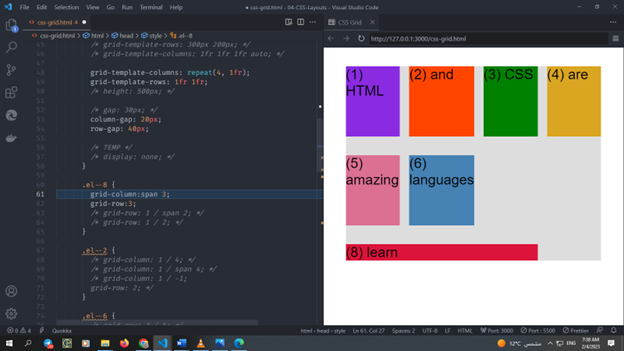 File Edit Selection View Go Run Terminal Help
css-grid.html - 04-CSS-Layouts - Visual Studio Code
css-grid.html 4
CSS Grid
css-grid.html > html > head > style > .el--8
http://127.0.0.1:3000/css-grid.html
45 /* grid-template-rows: 300px 200px; */
46 /* grid-template-columns: 1fr 1fr 1fr auto; */
47
48 grid-template-columns: repeat(4, 1fr);
49 grid-template-rows: 1fr 1fr;
50 /* height: 500px; */
51
52 /* gap: 30px; */
53 column-gap: 20px;
54 row-gap: 40px;
55
56 /* TEMP */
57 /* display: none; */
58 }
59
60 .el--8 {
61 grid-column:span 3;
62 grid-row:3;
63 /* grid-row: 1 / span 2; */
64 /* grid-row: 1 / 2; */
65 }
66
67 .el--2 {
68 /* grid-column: 1 / 4; */
69 /* grid-column: 1 / span 4; */
70 /* grid-column: 1 / -1;
71 grid-row: 2; */
72 }
73
74 .el--6 {
(1) HTML
(2) and
(3) CSS
(4) are
(5) amazing
(6) languages
(8) learn
0 4 Quokka
html > head > style Ln 61, Col 27 Spaces: 2 UTF-8 LF HTML Port: 3000 Port : 5500 Prettier
12°C مشمس ENG 7:08 AM
2/4/2023